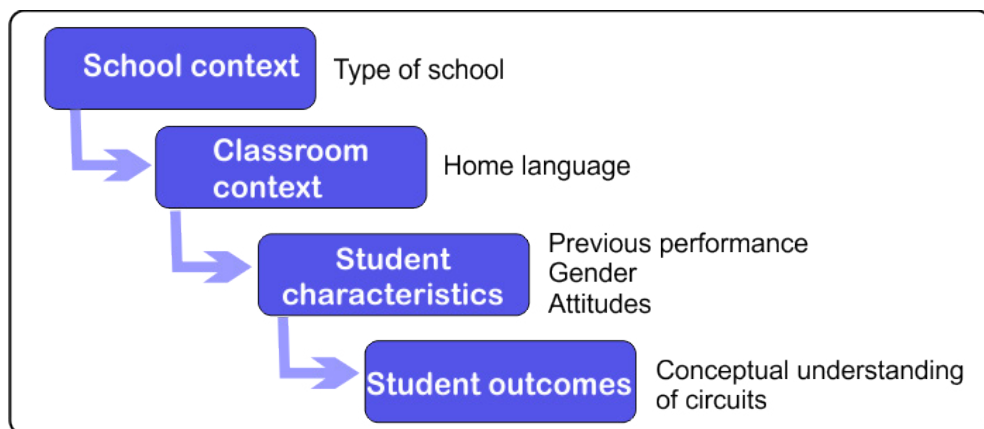 School context
Type of school
Classroom
context
Home language
Student
characteristics
Previous performance
Gender
Attitudes
Student outcomes
Conceptual understanding
of circuits